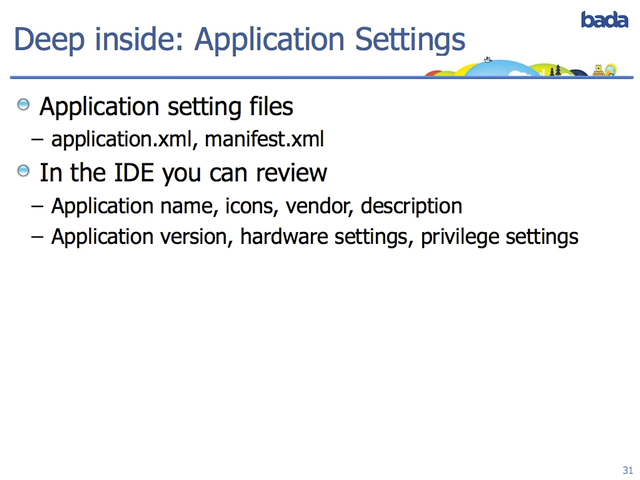 bada
Deep inside: Application Settings
Application setting files
– application.xml, manifest.xml
In the IDE you can review
– Application name, icons, vendor, description
– Application version, hardware settings, privilege settings
31